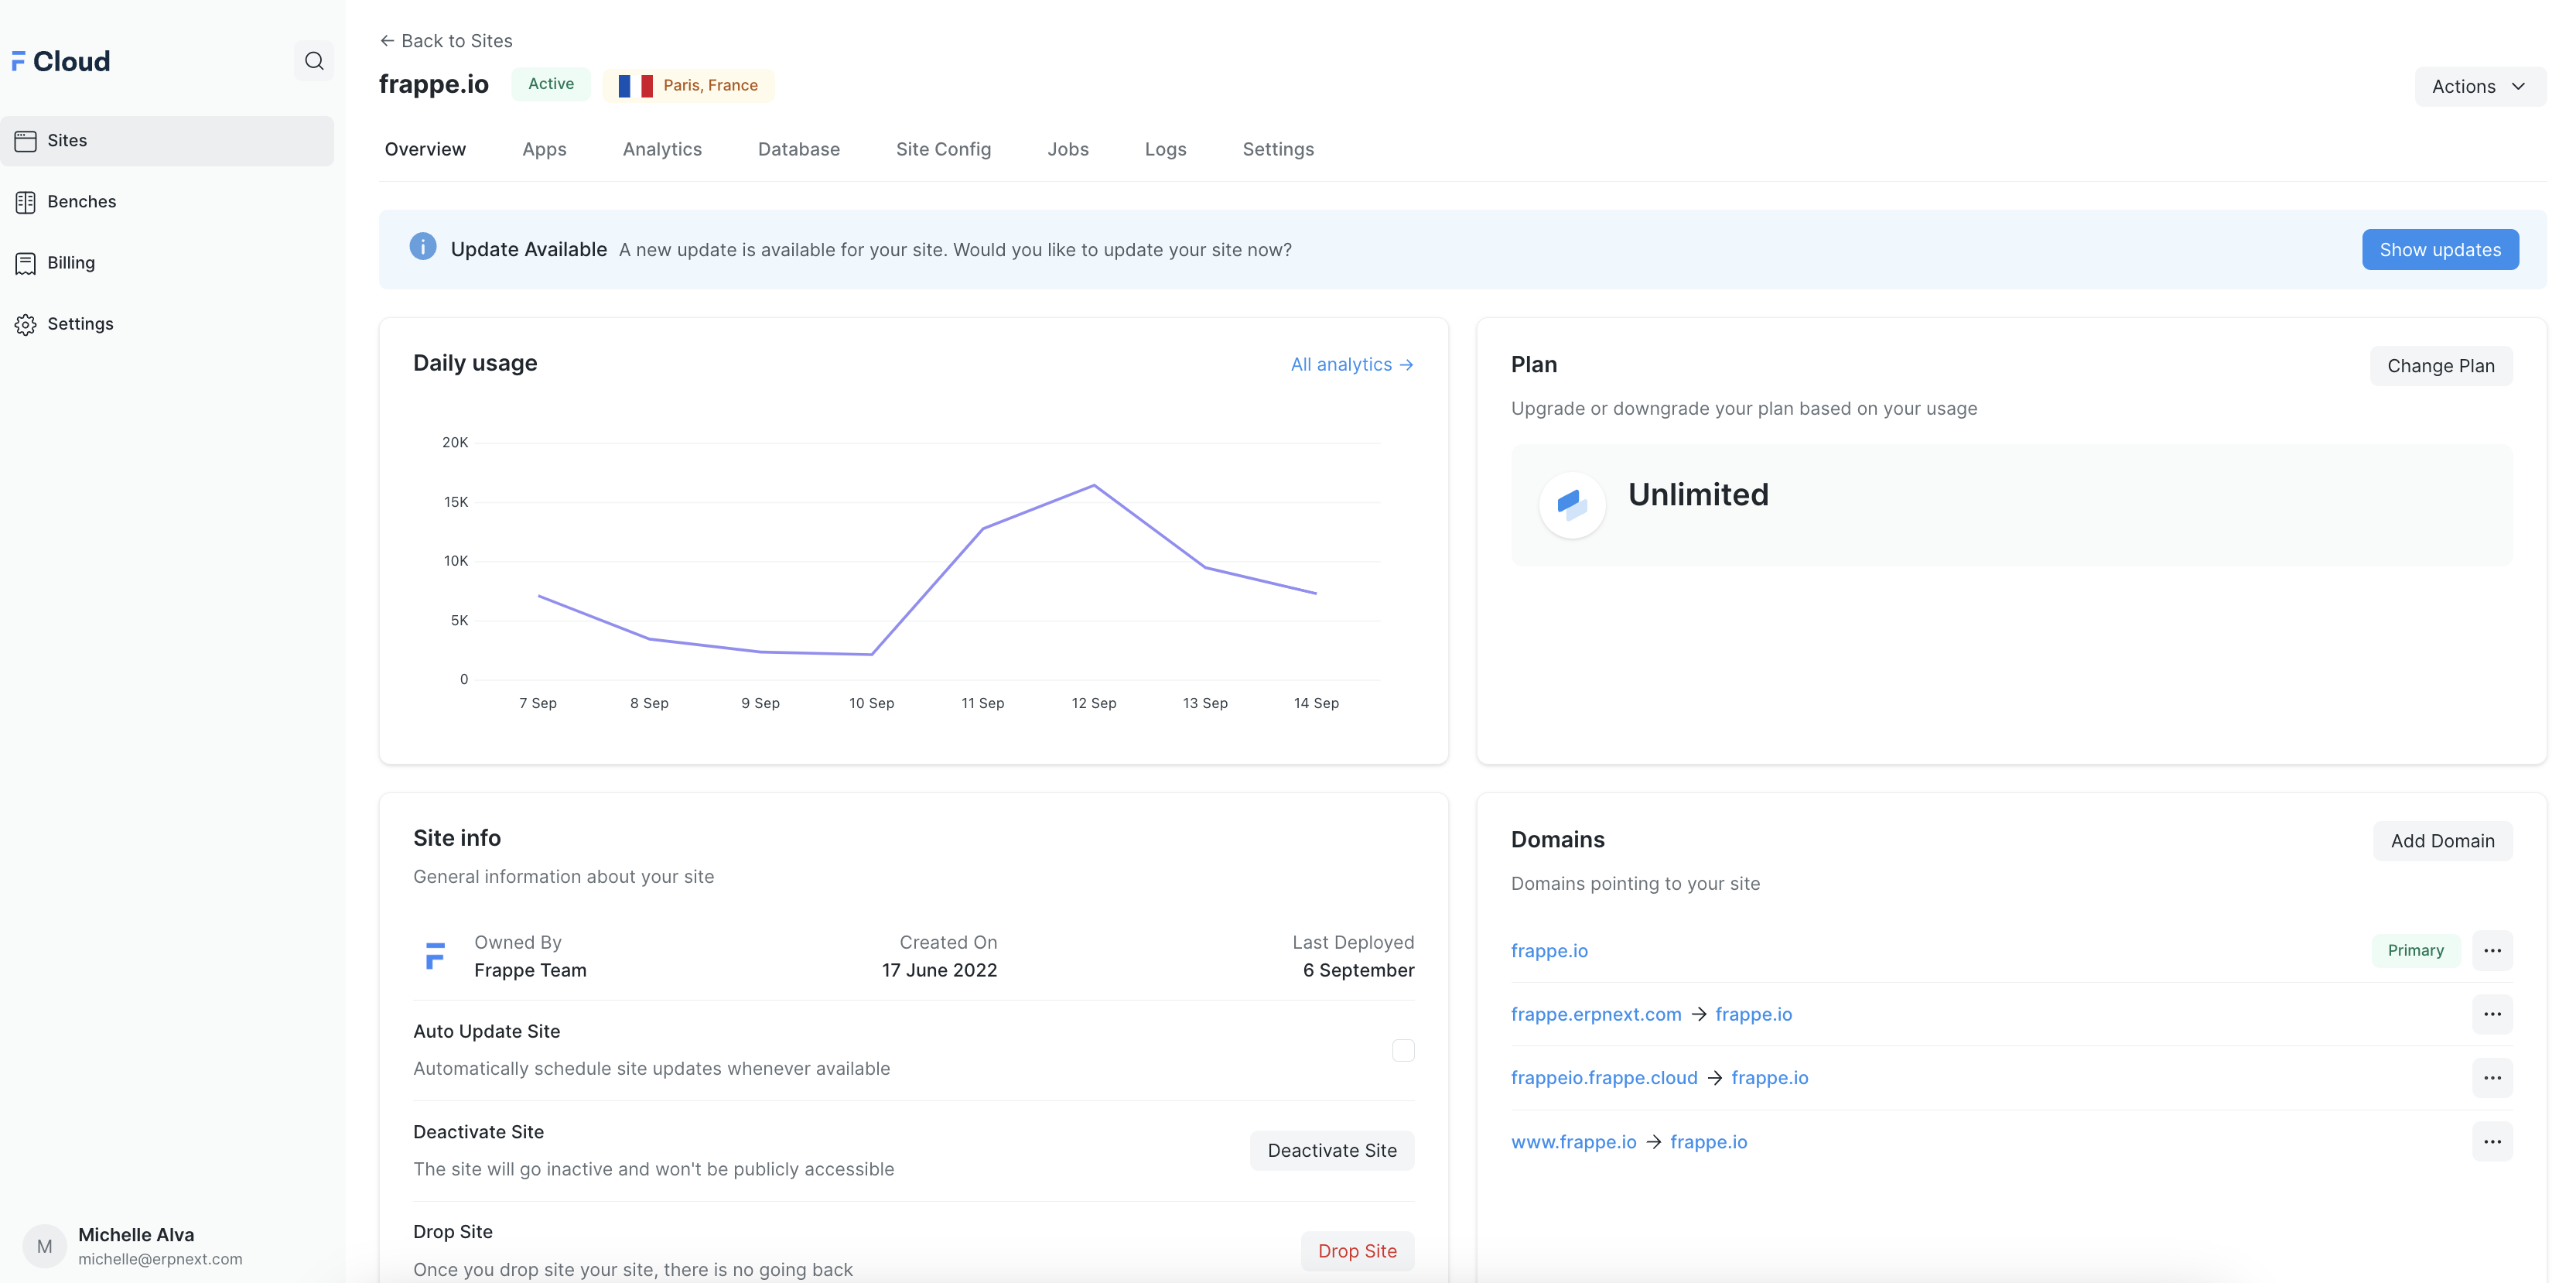 Cloud
Sites
Benches
Billing
Settings
Michelle Alva
M
michelle@erpnext.com
← Back to Sites
frappe.io Active Paris, France Actions
Overview Apps Analytics Database Site Config Jobs Logs Settings
i Update Available A new update is available for your site. Would you like to update your site now? Show updates
Daily usage All analytics →
20K
15K
10K
5K
0
7 Sep 8 Sep 9 Sep 10 Sep 11 Sep 12 Sep 13 Sep 14 Sep
Plan Change Plan
Upgrade or downgrade your plan based on your usage
Unlimited
Site info
General information about your site
Owned By Created On Last Deployed
Frappe Team 17 June 2022 6 September
Auto Update Site
Automatically schedule site updates whenever available
Deactivate Site
The site will go inactive and won't be publicly accessible
Deactivate Site
Drop Site
Once you drop site your site, there is no going back
Drop Site
Domains Add Domain
Domains pointing to your site
frappe.io Primary ...
frappe.erpnext.com → frappe.io ...
frappeio.frappe.cloud → frappe.io ...
www.frappe.io → frappe.io ...